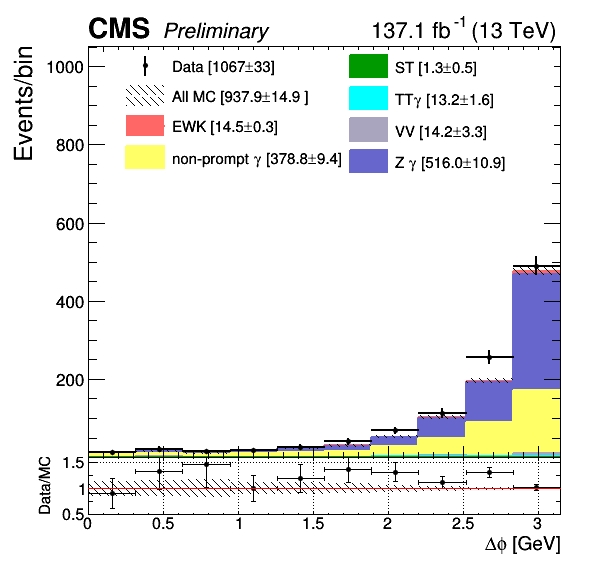 CMS Preliminary 137.1 fb⁻¹ (13 TeV)
Events/bin
1000
800
600
400
200
Data [1067±33]
All MC [937.9±14.9 ]
EWK [14.5±0.3]
non-prompt γ [378.8±9.4]
ST [1.3±0.5]
TTγ [13.2±1.6]
VV [14.2±3.3]
Z γ [516.0±10.9]
Data/MC
1.5
1
0.5
0 0.5 1 1.5 2 2.5 3
Δϕ [GeV]